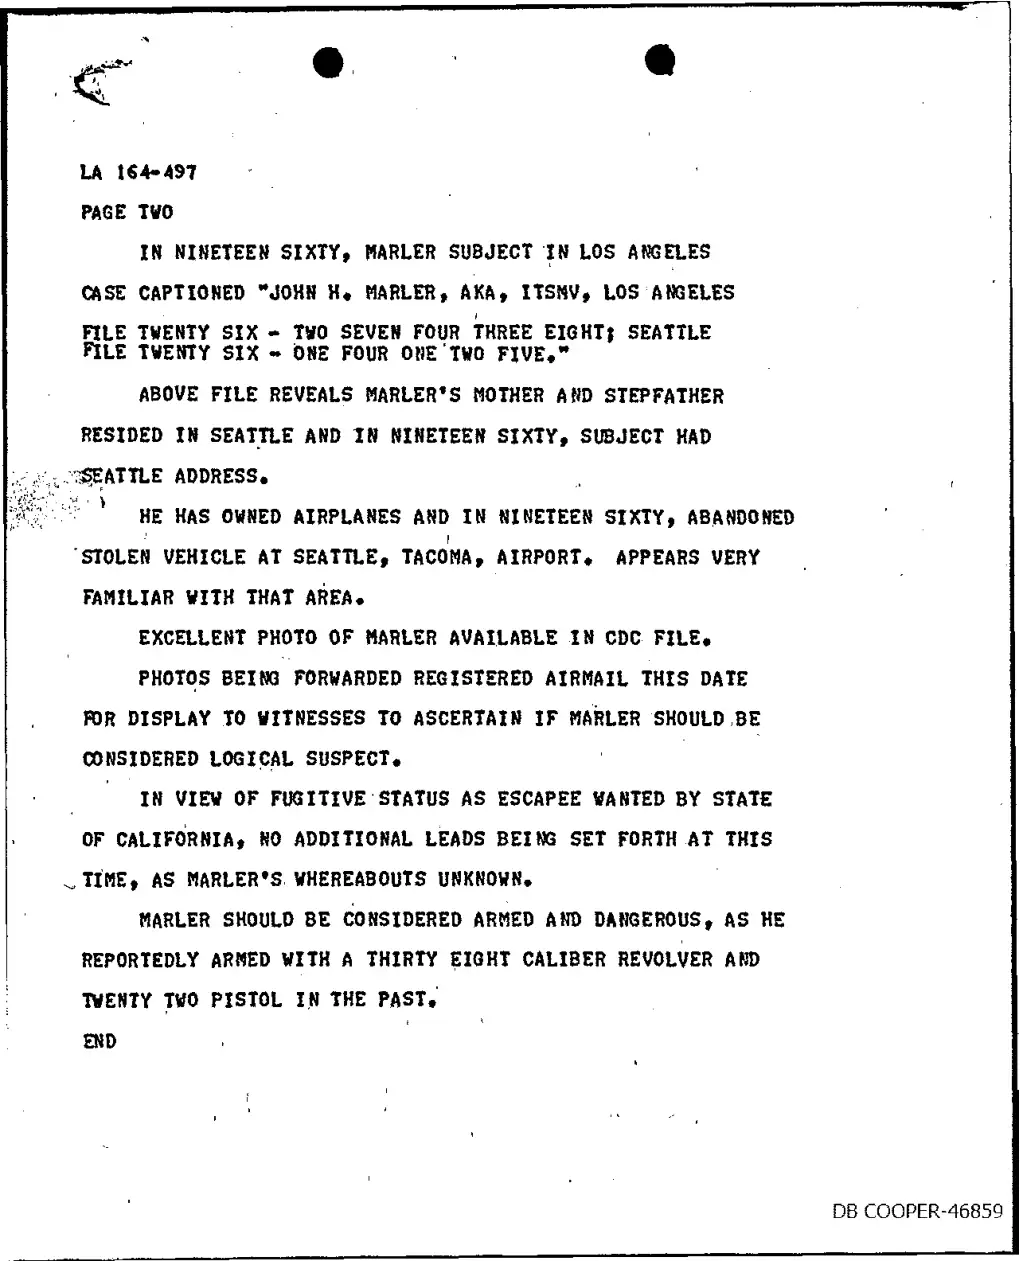 LA 164-497
PAGE TWO
IN NINETEEN SIXTY, MARLER SUBJECT IN LOS ANGELES
CASE CAPTIONED "JOHN H. MARLER, AKA, ITSMV, LOS ANGELES
FILE TWENTY SIX - TWO SEVEN FOUR THREE EIGHT; SEATTLE
FILE TWENTY SIX - ONE FOUR ONE TWO FIVE."
ABOVE FILE REVEALS MARLER'S MOTHER AND STEPFATHER
RESIDED IN SEATTLE AND IN NINETEEN SIXTY, SUBJECT HAD
SEATTLE ADDRESS.
HE HAS OWNED AIRPLANES AND IN NINETEEN SIXTY, ABANDONED
STOLEN VEHICLE AT SEATTLE, TACOMA, AIRPORT. APPEARS VERY
FAMILIAR WITH THAT AREA.
EXCELLENT PHOTO OF MARLER AVAILABLE IN CDC FILE.
PHOTOS BEING FORWARDED REGISTERED AIRMAIL THIS DATE
FOR DISPLAY TO WITNESSES TO ASCERTAIN IF MARLER SHOULD BE
CONSIDERED LOGICAL SUSPECT.
IN VIEW OF FUGITIVE STATUS AS ESCAPEE WANTED BY STATE
OF CALIFORNIA, NO ADDITIONAL LEADS BEING SET FORTH AT THIS
TIME, AS MARLER'S WHEREABOUTS UNKNOWN.
MARLER SHOULD BE CONSIDERED ARMED AND DANGEROUS, AS HE
REPORTEDLY ARMED WITH A THIRTY EIGHT CALIBER REVOLVER AND
TWENTY TWO PISTOL IN THE PAST.
END
DB COOPER-46859